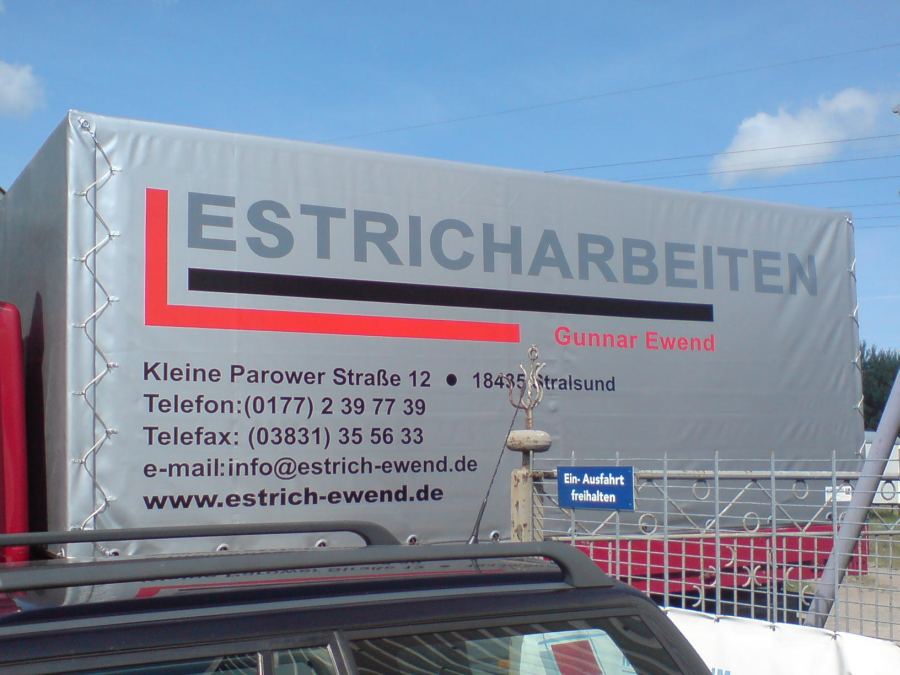 ESTRICHARBEITEN
Gunnar Ewend
Kleine Parower Straße 12 • 18435 Stralsund
Telefon:(0177) 2 39 77 39
Telefax: (03831) 35 56 33
e-mail:info@estrich-ewend.de
www.estrich-ewend.de
Ein- Ausfahrt
freihalten